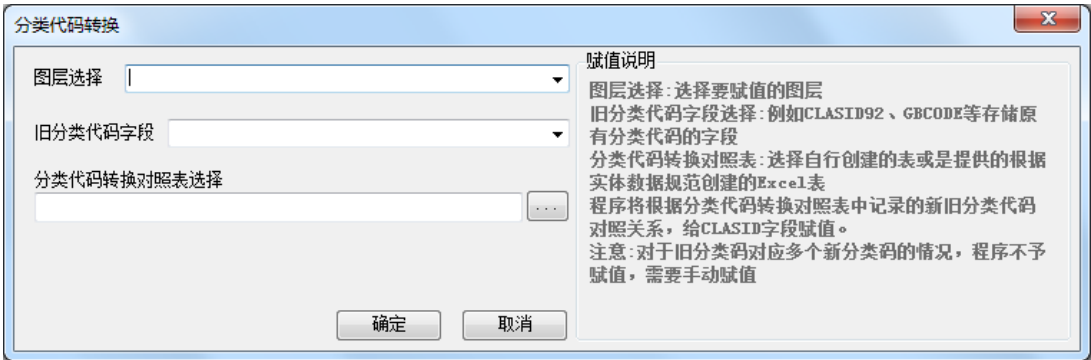 分类代码转换
图层选择
旧分类代码字段
分类代码转换对照表选择
...
确定
取消
赋值说明
图层选择:选择要赋值的图层
旧分类代码字段选择:例如CLASID92、GBCODE等存储原
有分类代码的字段
分类代码转换对照表:选择自行创建的表或是提供的根据
实体数据规范创建的Excel表
程序将根据分类代码转换对照表中记录的新旧分类代码
对照关系，给CLASID字段赋值。
注意:对于旧分类码对应多个新分类码的情况，程序不予
赋值，需要手动赋值